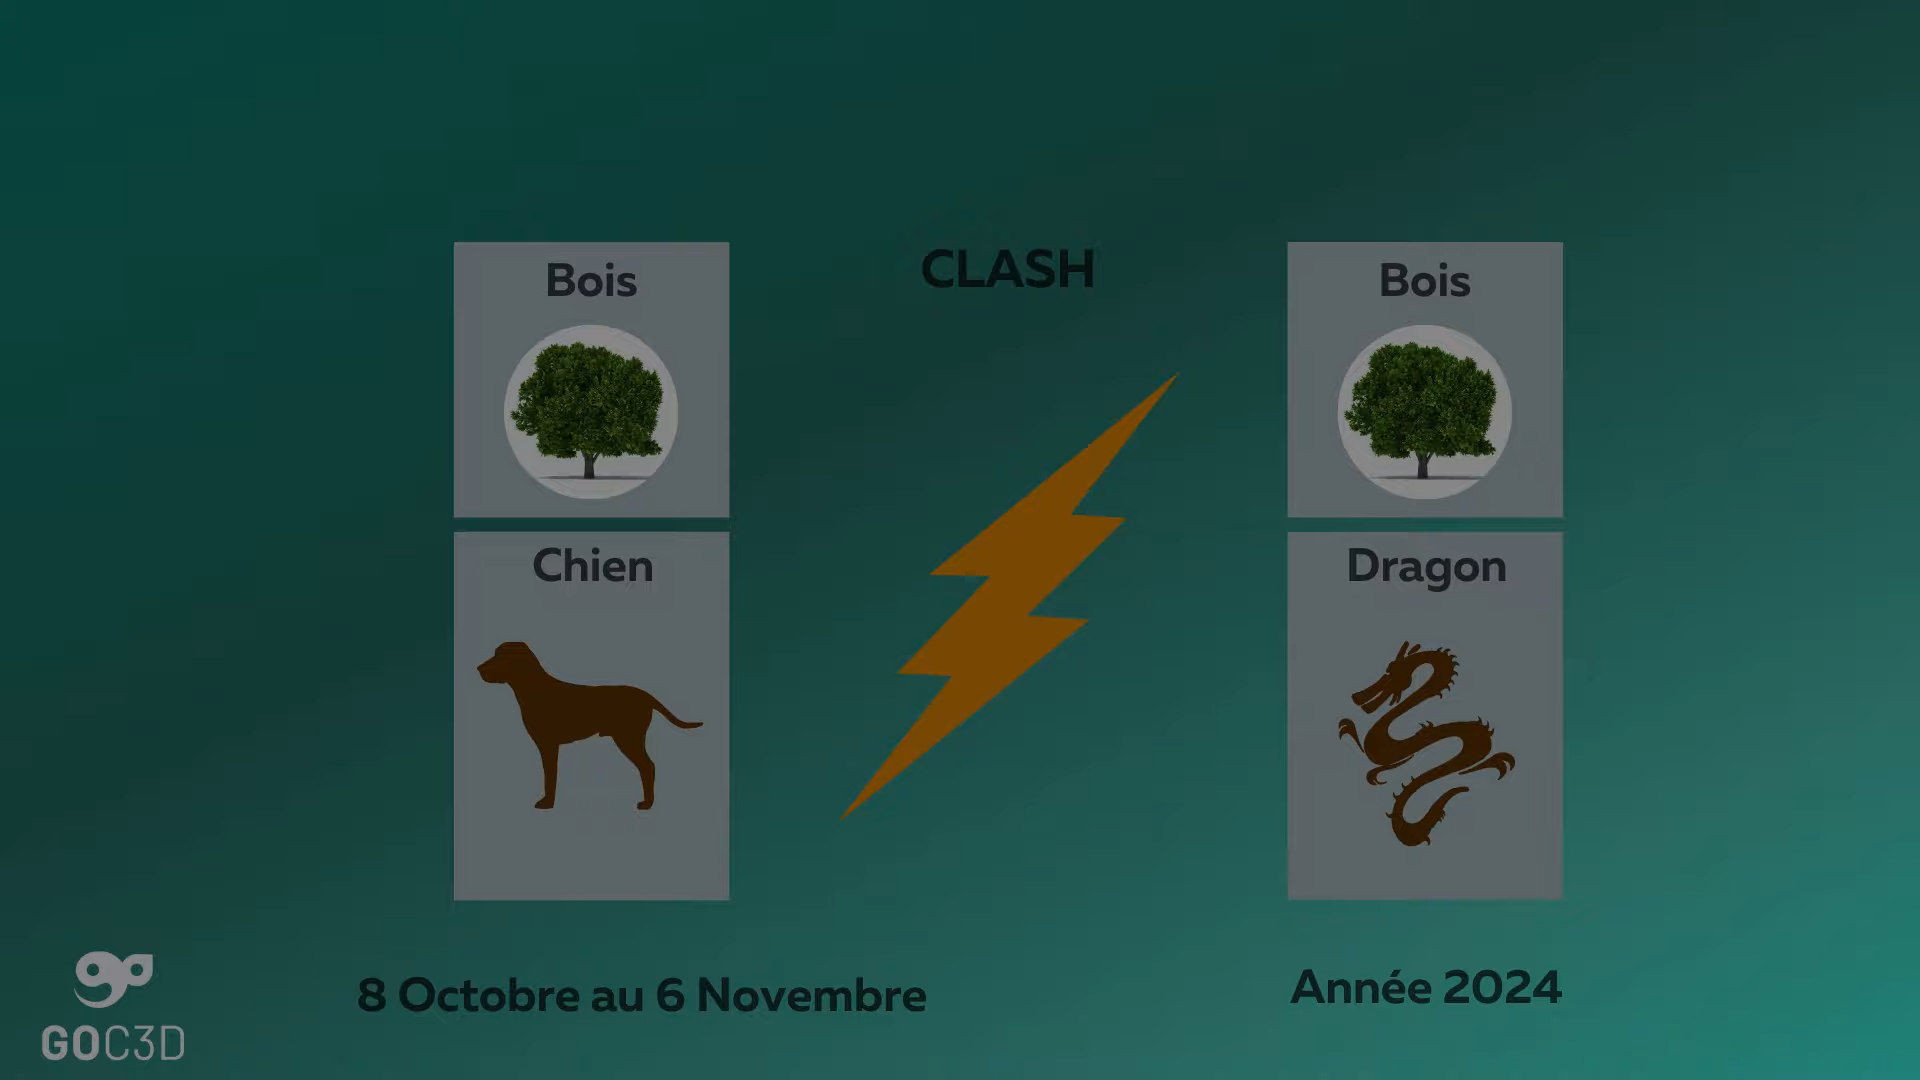 Bois
CLASH
Bois
Chien
Dragon
8 Octobre au 6 Novembre
Année 2024
GOC3D